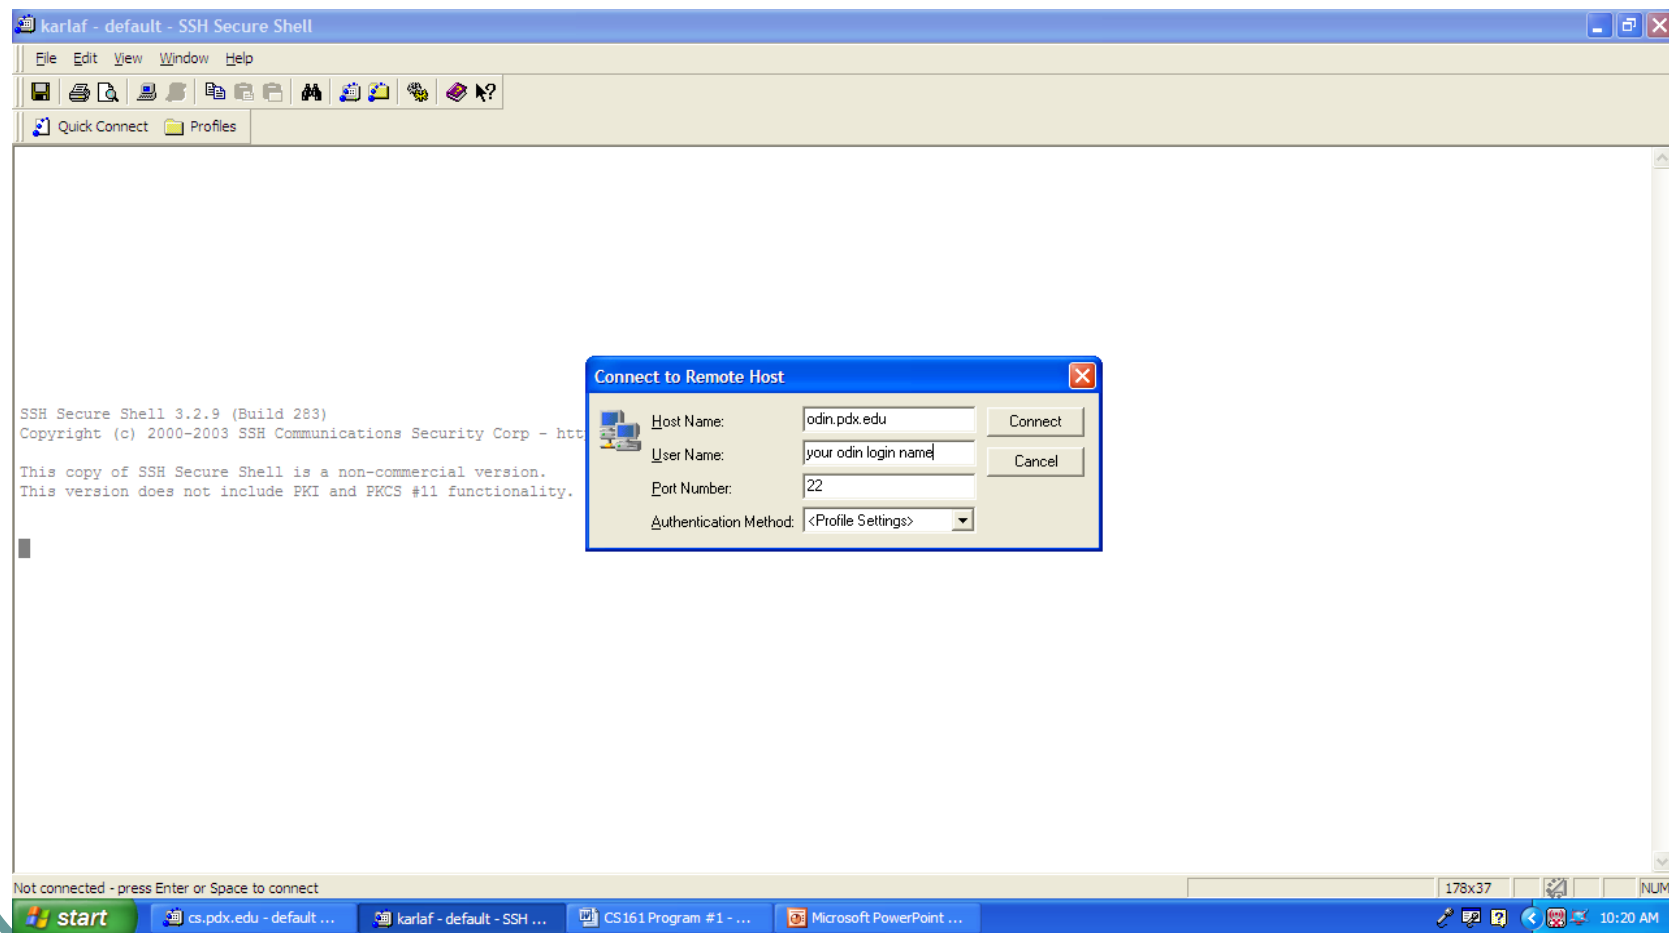 karlaf - default - SSH Secure Shell
File Edit View Window Help
Quick Connect Profiles
Connect to Remote Host
Host Name: odin.pdx.edu Connect
User Name: your odin login name Cancel
Port Number: 22
Authentication Method: <Profile Settings>
SSH Secure Shell 3.2.9 (Build 283)
Copyright (c) 2000-2003 SSH Communications Security Corp - htt
This copy of SSH Secure Shell is a non-commercial version.
This version does not include PKI and PKCS #11 functionality.
Not connected - press Enter or Space to connect 178x37 NUM
start cs.pdx.edu - default ... karlaf - default - SSH ... CS161 Program #1 - ... Microsoft PowerPoint ... 10:20 AM